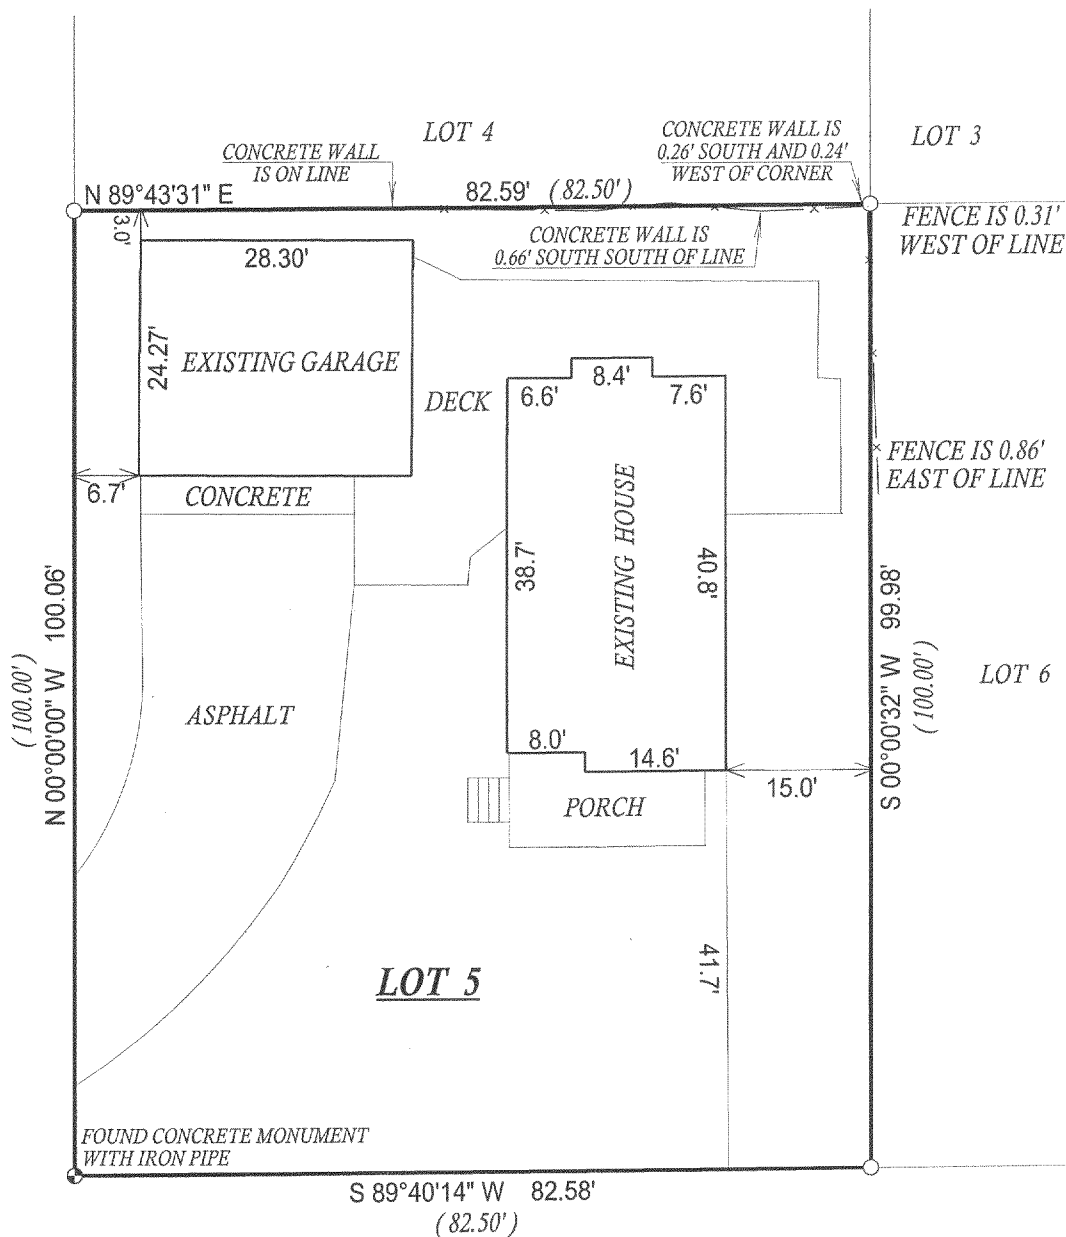 LOT 4
CONCRETE WALL
IS ON LINE
CONCRETE WALL IS
0.26' SOUTH AND 0.24'
WEST OF CORNER
LOT 3
N 89°43'31" E
82.59' (82.50')
FENCE IS 0.31'
WEST OF LINE
3.0'
CONCRETE WALL IS
0.66' SOUTH SOUTH OF LINE
28.30'
24.27'
EXISTING GARAGE
DECK
6.6'
8.4'
7.6'
FENCE IS 0.86'
EAST OF LINE
6.7'
CONCRETE
38.7'
EXISTING HOUSE
40.8'
N 00°00'00" W 100.06'
(100.00')
S 00°00'32" W 99.98'
(100.00')
LOT 6
ASPHALT
8.0'
14.6'
15.0'
PORCH
41.7'
LOT 5
FOUND CONCRETE MONUMENT
WITH IRON PIPE
S 89°40'14" W 82.58'
(82.50')